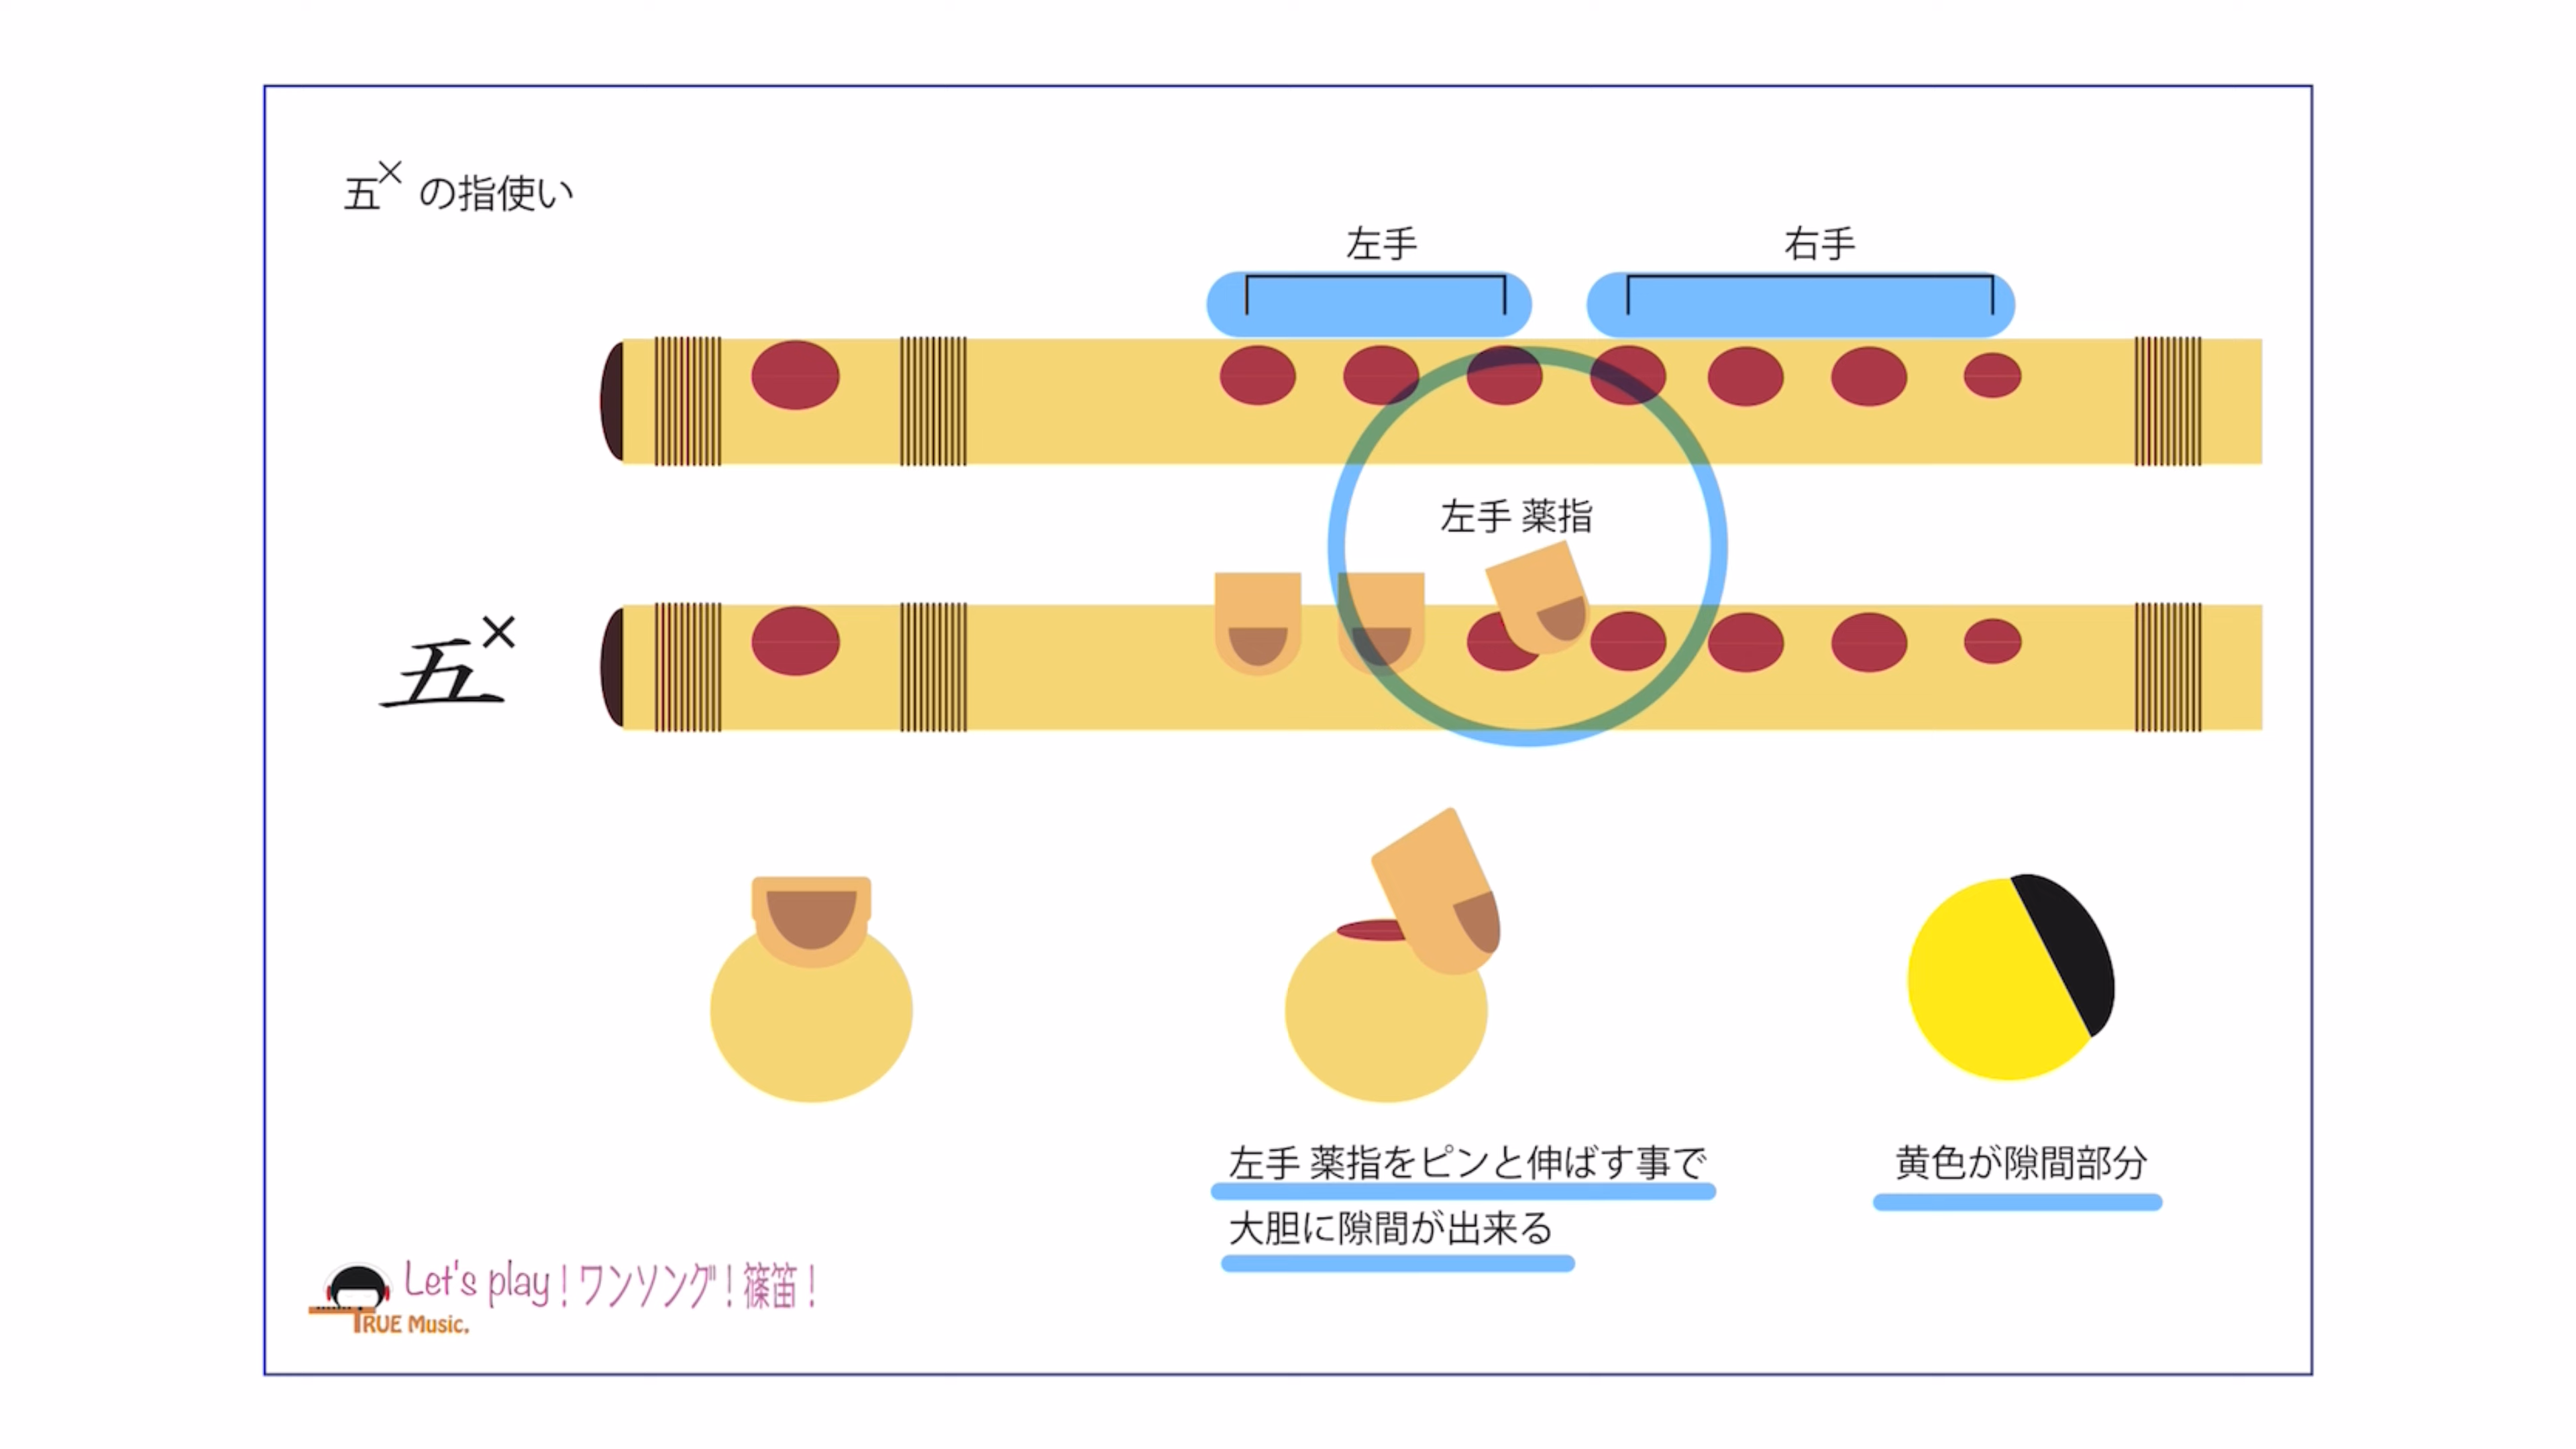 五× の指使い
左手
右手
左手 薬指
五×
左手 薬指をピンと伸ばす事で
大胆に隙間が出来る
黄色が隙間部分
Let's play！ワンソング！篠笛！
TRUE Music.